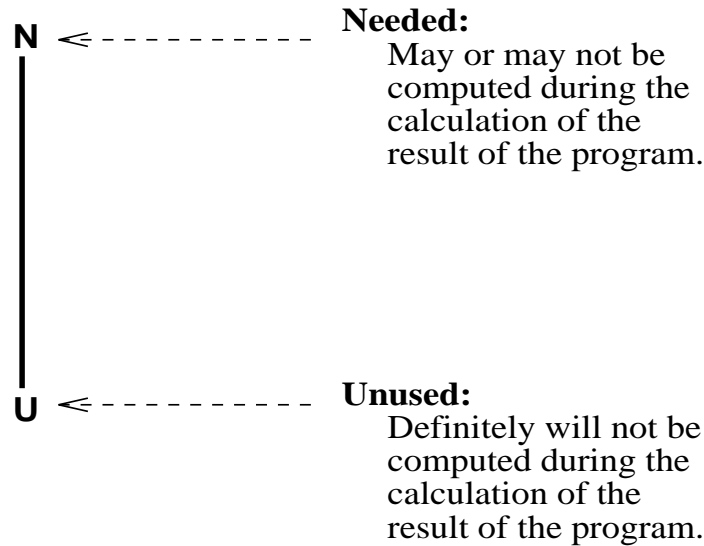 N
Needed:
May or may not be
computed during the
calculation of the
result of the program.
U
Unused:
Definitely will not be
computed during the
calculation of the
result of the program.